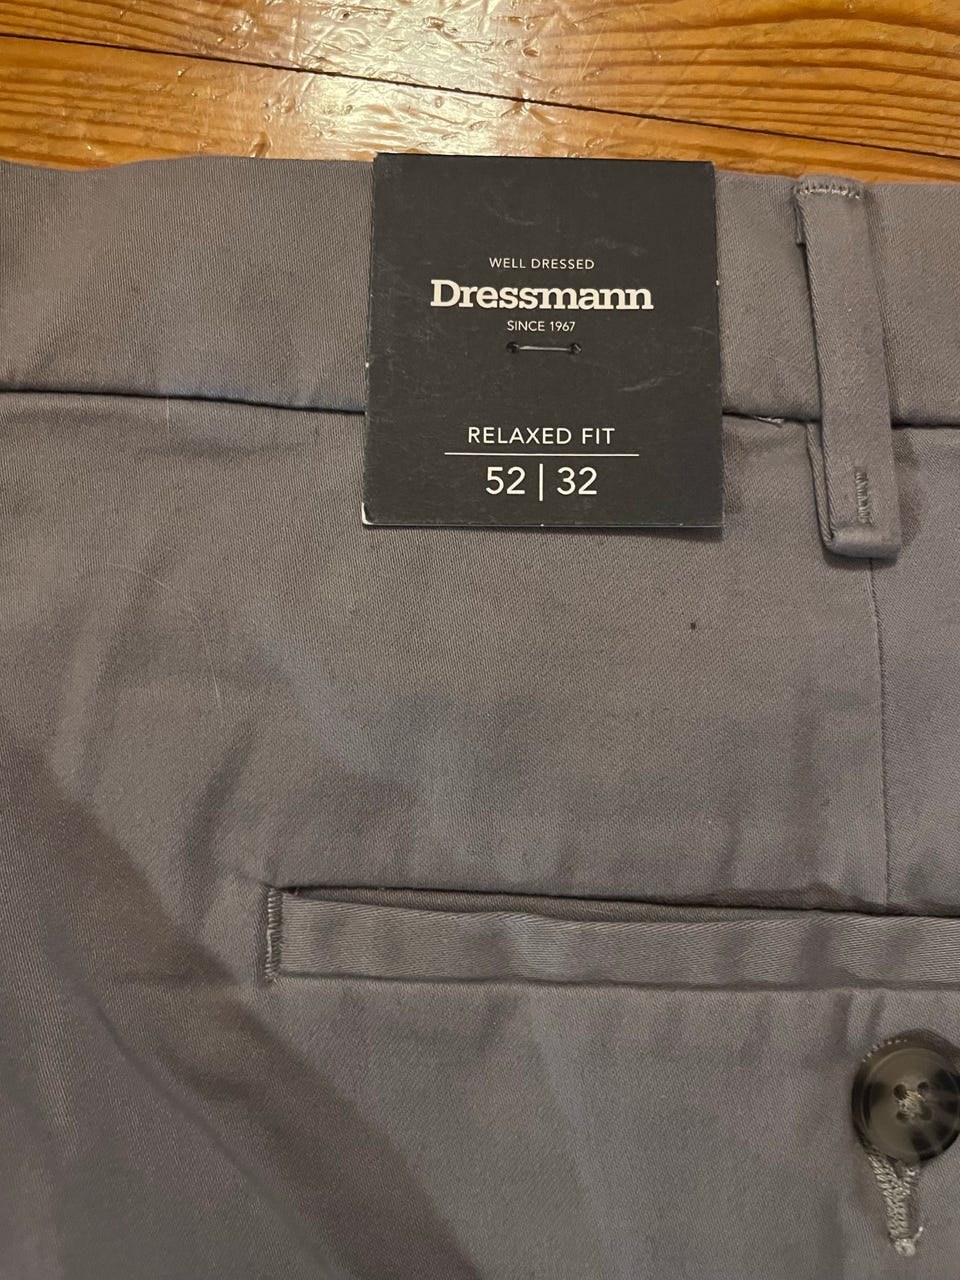 WELL DRESSED
Dressmann
SINCE 1967
RELAXED FIT
52 | 32